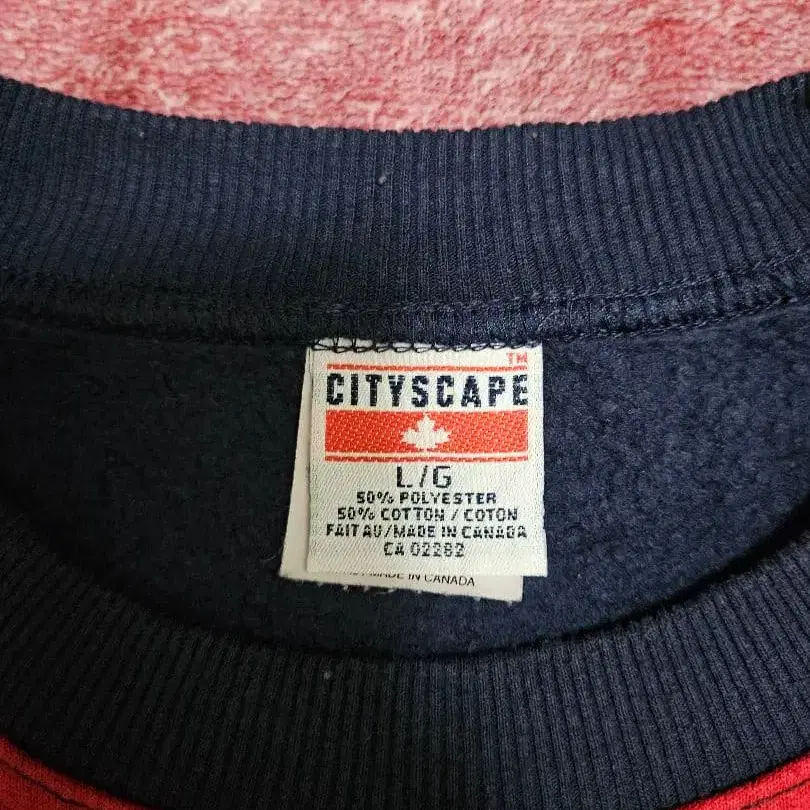 TM
CITYSCAPE
L/G
50% POLYESTER
50% COTTON / COTON
FAIT AU/MADE IN CANADA
CA 02282
MADE IN CANADA